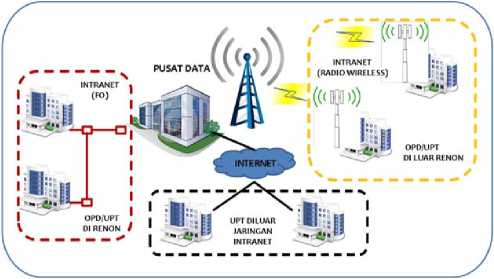 PUSAT DATA
INTRANET
(FO)
OPD/UPT
DI RENON
INTERNET
INTRANET
(RADIO WIRELESS)
OPD/UPT
DI LUAR RENON
UPT DILUAR
JARINGAN
INTRANET